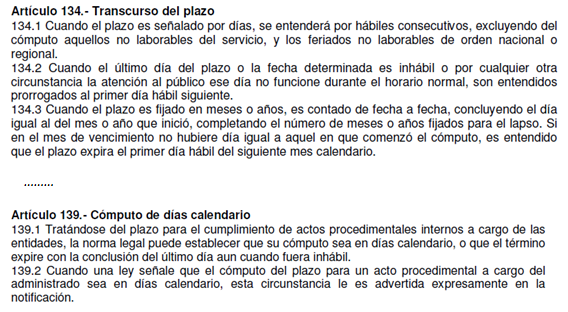 Artículo 134.- Transcurso del plazo
134.1 Cuando el plazo es señalado por días, se entenderá por hábiles consecutivos, excluyendo del
cómputo aquellos no laborables del servicio, y los feriados no laborables de orden nacional o
regional.
134.2 Cuando el último día del plazo o la fecha determinada es inhábil o por cualquier otra
circunstancia la atención al público ese día no funcione durante el horario normal, son entendidos
prorrogados al primer día hábil siguiente.
134.3 Cuando el plazo es fijado en meses o años, es contado de fecha a fecha, concluyendo el día
igual al del mes o año que inició, completando el número de meses o años fijados para el lapso. Si
en el mes de vencimiento no hubiere día igual a aquel en que comenzó el cómputo, es entendido
que el plazo expira el primer día hábil del siguiente mes calendario.
.........
Artículo 139.- Cómputo de días calendario
139.1 Tratándose del plazo para el cumplimiento de actos procedimentales internos a cargo de las
entidades, la norma legal puede establecer que su cómputo sea en días calendario, o que el término
expire con la conclusión del último día aun cuando fuera inhábil.
139.2 Cuando una ley señale que el cómputo del plazo para un acto procedimental a cargo del
administrado sea en días calendario, esta circunstancia le es advertida expresamente en la
notificación.